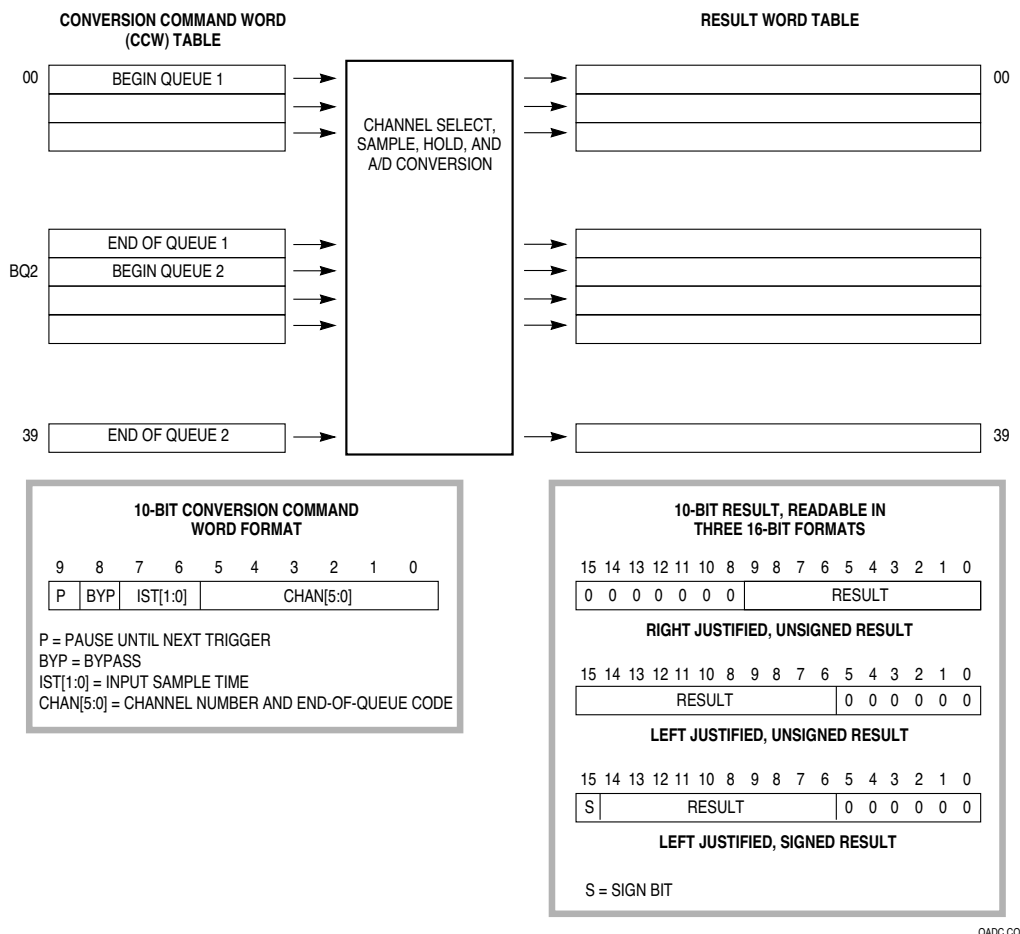 CONVERSION COMMAND WORD
(CCW) TABLE
RESULT WORD TABLE
00
BEGIN QUEUE 1
00
CHANNEL SELECT,
SAMPLE, HOLD, AND
A/D CONVERSION
END OF QUEUE 1
BQ2
BEGIN QUEUE 2
39
END OF QUEUE 2
39
10-BIT CONVERSION COMMAND
WORD FORMAT
9 8 7 6 5 4 3 2 1 0
P BYP IST[1:0] CHAN[5:0]
P = PAUSE UNTIL NEXT TRIGGER
BYP = BYPASS
IST[1:0] = INPUT SAMPLE TIME
CHAN[5:0] = CHANNEL NUMBER AND END-OF-QUEUE CODE
10-BIT RESULT, READABLE IN
THREE 16-BIT FORMATS
15 14 13 12 11 10 8 9 8 7 6 5 4 3 2 1 0
0 0 0 0 0 0 0 RESULT
RIGHT JUSTIFIED, UNSIGNED RESULT
15 14 13 12 11 10 8 9 8 7 6 5 4 3 2 1 0
RESULT 0 0 0 0 0 0
LEFT JUSTIFIED, UNSIGNED RESULT
15 14 13 12 11 10 8 9 8 7 6 5 4 3 2 1 0
S RESULT 0 0 0 0 0 0
LEFT JUSTIFIED, SIGNED RESULT
S = SIGN BIT
QADC CQ